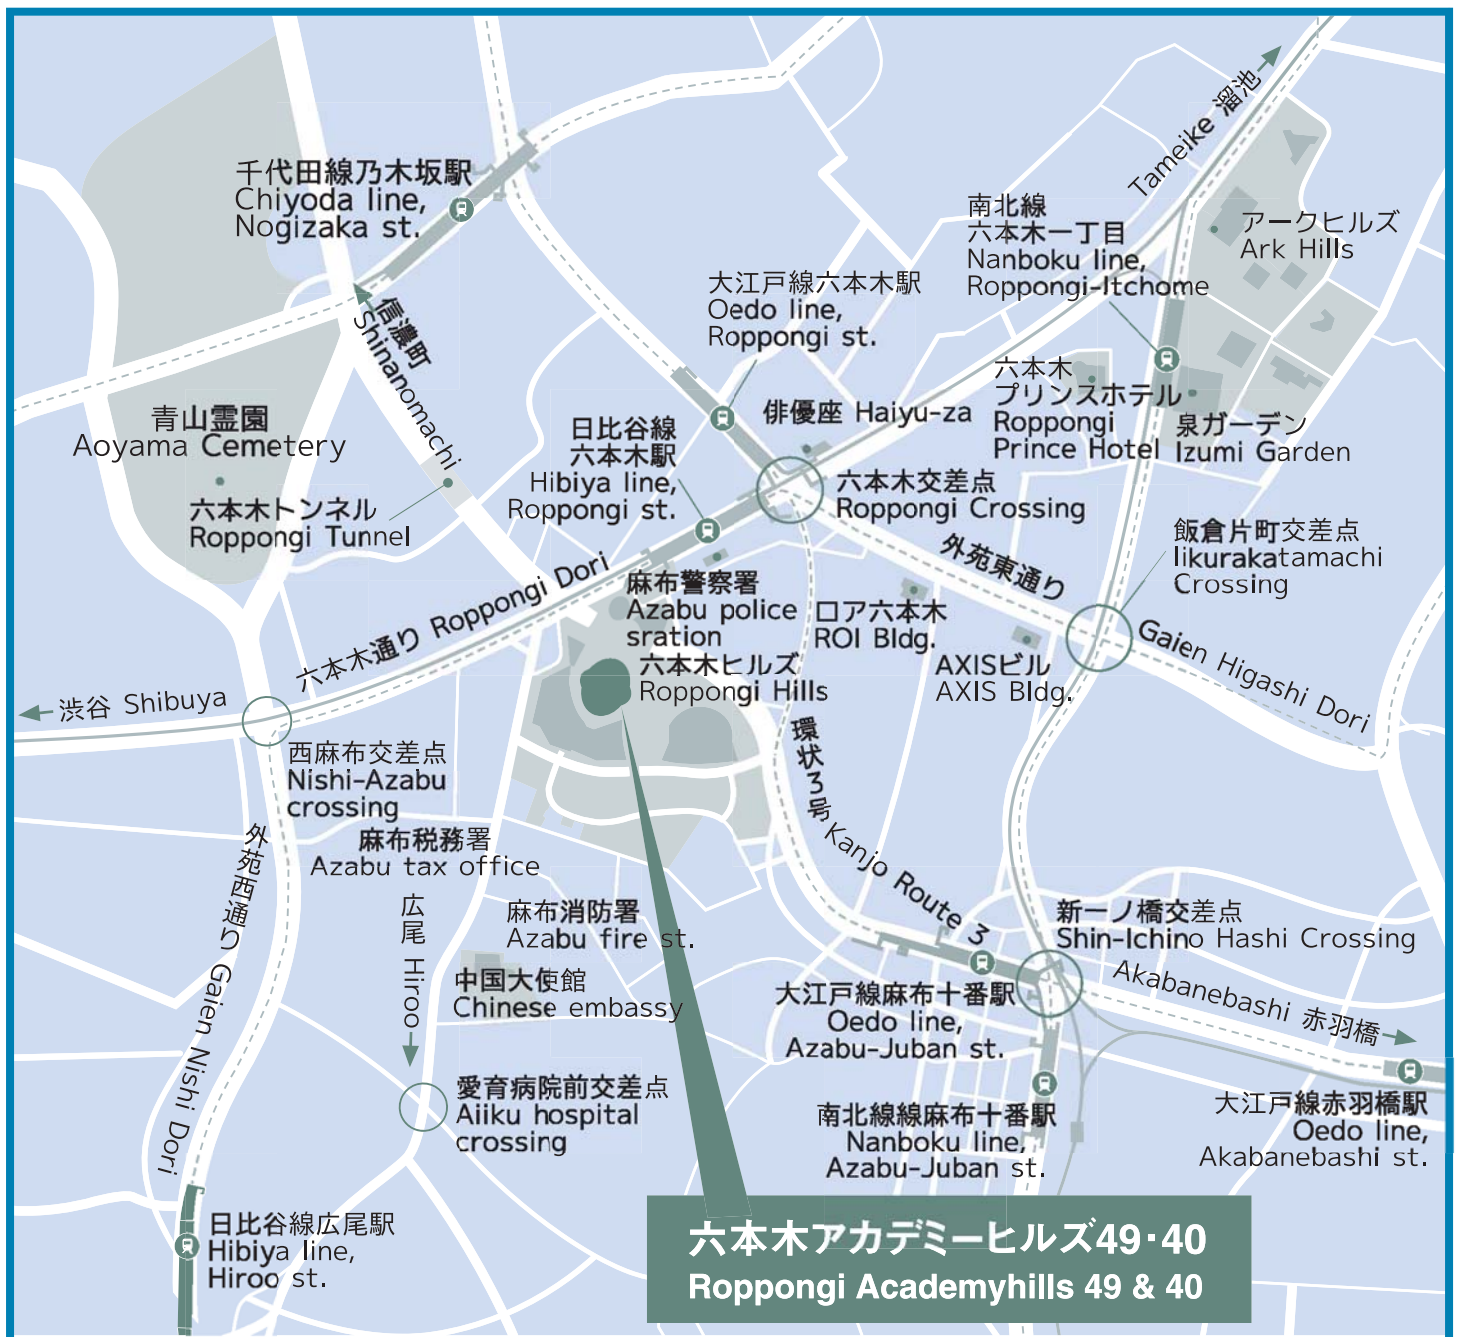 Tameike 溜池
千代田線乃木坂駅
Chiyoda line,
Nogizaka st.
南北線
六本木一丁目
Nanboku line,
Roppongi-Itchome
アークヒルズ
Ark Hills
大江戸線六本木駅
Oedo line,
Roppongi st.
信濃町
Shinanomachi
六本木
プリンスホテル
Roppongi
Prince Hotel
泉ガーデン
Izumi Garden
青山霊園
Aoyama Cemetery
俳優座 Haiyu-za
日比谷線
六本木駅
Hibiya line,
Roppongi st.
六本木交差点
Roppongi Crossing
六本木トンネル
Roppongi Tunnel
飯倉片町交差点
Iikurakatamachi
Crossing
外苑東通り
Gaien Higashi Dori
六本木通り Roppongi Dori
麻布警察署
Azabu police
sration
ロア六本木
ROI Bldg.
六本木ヒルズ
Roppongi Hills
AXISビル
AXIS Bldg.
渋谷 Shibuya
西麻布交差点
Nishi-Azabu
crossing
環状3号
Kanjo Route 3
麻布税務署
Azabu tax office
外苑西通り Gaien Nishi Dori
広尾 Hiroo
麻布消防署
Azabu fire st.
新一ノ橋交差点
Shin-Ichino Hashi Crossing
中国大使館
Chinese embassy
Akabanebashi 赤羽橋
大江戸線麻布十番駅
Oedo line,
Azabu-Juban st.
愛育病院前交差点
Aiiku hospital
crossing
南北線線麻布十番駅
Nanboku line,
Azabu-Juban st.
大江戸線赤羽橋駅
Oedo line,
Akabanebashi st.
日比谷線広尾駅
Hibiya line,
Hiroo st.
六本木アカデミーヒルズ49・40
Roppongi Academyhills 49 & 40